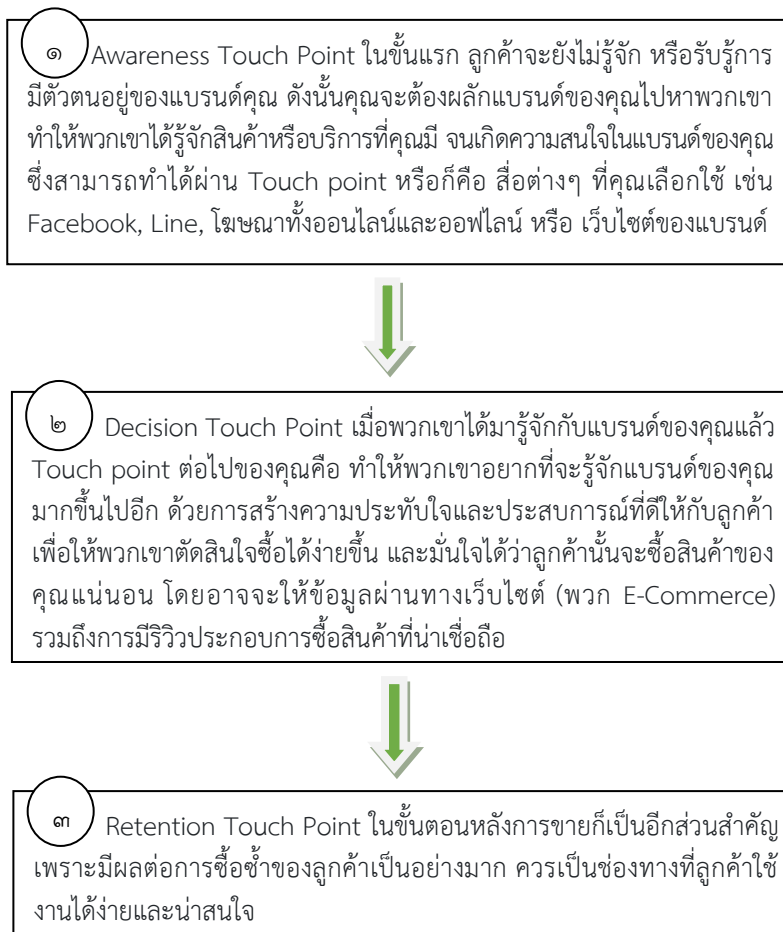 ๑ Awareness Touch Point ในขั้นแรก ลูกค้าจะยังไม่รู้จัก หรือรับรู้การ
มีตัวตนอยู่ของแบรนด์คุณ ดังนั้นคุณจะต้องผลักแบรนด์ของคุณไปหาพวกเขา
ทำให้พวกเขาได้รู้จักสินค้าหรือบริการที่คุณมี จนเกิดความสนใจในแบรนด์ของคุณ
ซึ่งสามารถทำได้ผ่าน Touch point หรือก็คือ สื่อต่างๆ ที่คุณเลือกใช้ เช่น
Facebook, Line, โฆษณาทั้งออนไลน์และออฟไลน์ หรือ เว็บไซต์ของแบรนด์
๒ Decision Touch Point เมื่อพวกเขาได้มารู้จักกับแบรนด์ของคุณแล้ว
Touch point ต่อไปของคุณคือ ทำให้พวกเขาอยากที่จะรู้จักแบรนด์ของคุณ
มากขึ้นไปอีก ด้วยการสร้างความประทับใจและประสบการณ์ที่ดีให้กับลูกค้า
เพื่อให้พวกเขาตัดสินใจซื้อได้ง่ายขึ้น และมั่นใจได้ว่าลูกค้านั้นจะซื้อสินค้าของ
คุณแน่นอน โดยอาจจะให้ข้อมูลผ่านทางเว็บไซต์ (พวก E-Commerce)
รวมถึงการมีริวิวประกอบการซื้อสินค้าที่น่าเชื่อถือ
๓ Retention Touch Point ในขั้นตอนหลังการขายก็เป็นอีกส่วนสำคัญ
เพราะมีผลต่อการซื้อซ้ำของลูกค้าเป็นอย่างมาก ควรเป็นช่องทางที่ลูกค้าใช้
งานได้ง่ายและน่าสนใจ